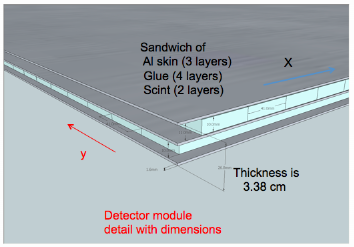 Sandwich of
Al skin (3 layers)
Glue (4 layers)
Scint (2 layers)
X
y
Thickness is
3.38 cm
Detector module
detail with dimensions